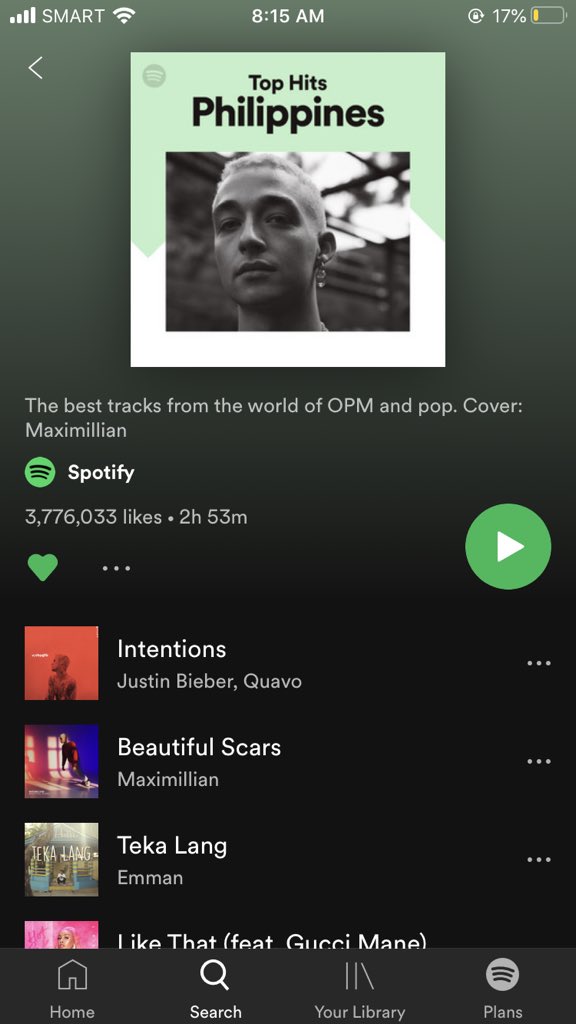 SMART 8:15 AM 17%
Top Hits
Philippines
The best tracks from the world of OPM and pop. Cover:
Maximillian
Spotify
3,776,033 likes • 2h 53m
Intentions
Justin Bieber, Quavo
Beautiful Scars
Maximillian
TEKA LANG
Teka Lang
Emman
Like That (feat. Gucci Mane)
Home Search Your Library Plans